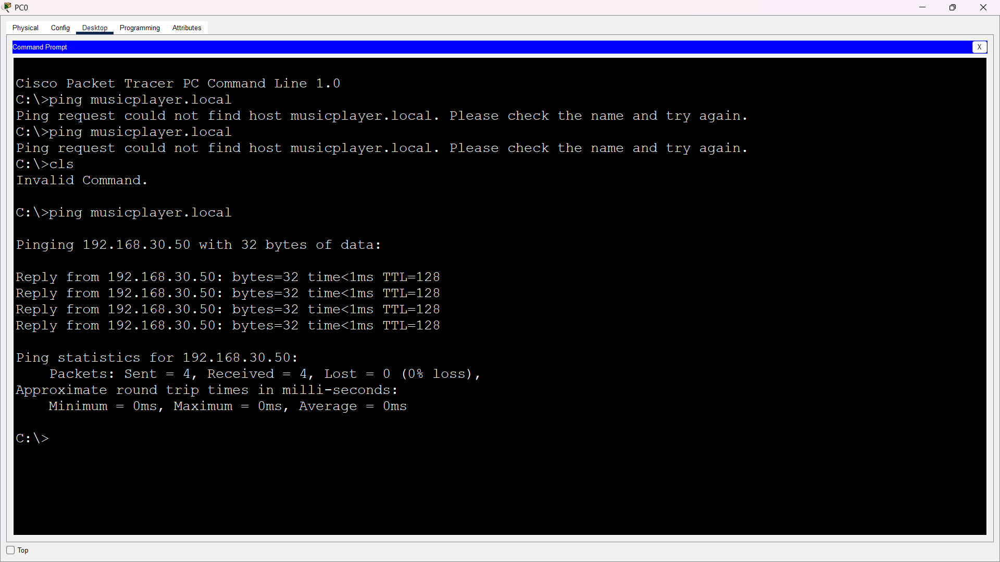 PC0
Physical Config Desktop Programming Attributes
Command Prompt
X
Cisco Packet Tracer PC Command Line 1.0
C:\>ping musicplayer.local
Ping request could not find host musicplayer.local. Please check the name and try again.
C:\>ping musicplayer.local
Ping request could not find host musicplayer.local. Please check the name and try again.
C:\>cls
Invalid Command.
C:\>ping musicplayer.local
Pinging 192.168.30.50 with 32 bytes of data:
Reply from 192.168.30.50: bytes=32 time<1ms TTL=128
Reply from 192.168.30.50: bytes=32 time<1ms TTL=128
Reply from 192.168.30.50: bytes=32 time<1ms TTL=128
Reply from 192.168.30.50: bytes=32 time<1ms TTL=128
Ping statistics for 192.168.30.50:
    Packets: Sent = 4, Received = 4, Lost = 0 (0% loss),
Approximate round trip times in milli-seconds:
    Minimum = 0ms, Maximum = 0ms, Average = 0ms
C:\>
Top